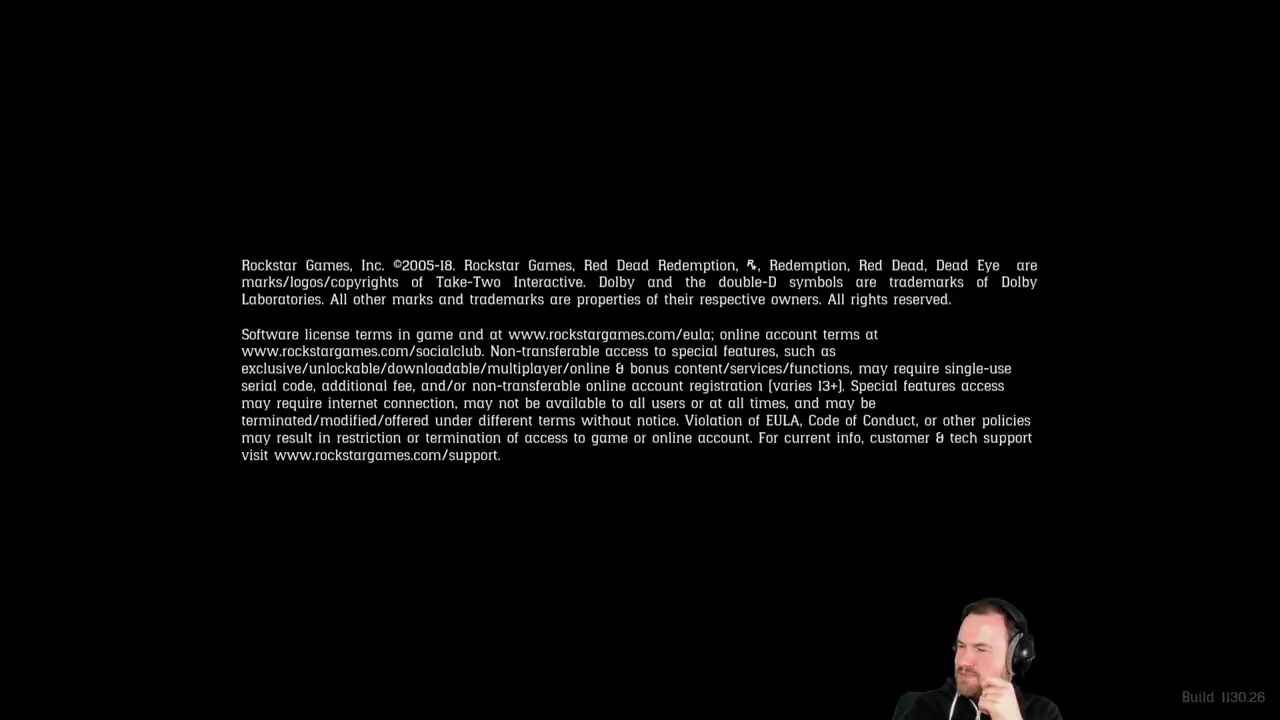 Rockstar Games, Inc. ©2005-18. Rockstar Games, Red Dead Redemption, R*, Redemption, Red Dead, Dead Eye are
marks/logos/copyrights of Take-Two Interactive. Dolby and the double-D symbols are trademarks of Dolby
Laboratories. All other marks and trademarks are properties of their respective owners. All rights reserved.
Software license terms in game and at www.rockstargames.com/eula; online account terms at
www.rockstargames.com/socialclub. Non-transferable access to special features, such as
exclusive/unlockable/downloadable/multiplayer/online & bonus content/services/functions, may require single-use
serial code, additional fee, and/or non-transferable online account registration (varies 13+). Special features access
may require internet connection, may not be available to all users or at all times, and may be
terminated/modified/offered under different terms without notice. Violation of EULA, Code of Conduct, or other policies
may result in restriction or termination of access to game or online account. For current info, customer & tech support
visit www.rockstargames.com/support.
Build 1130.26